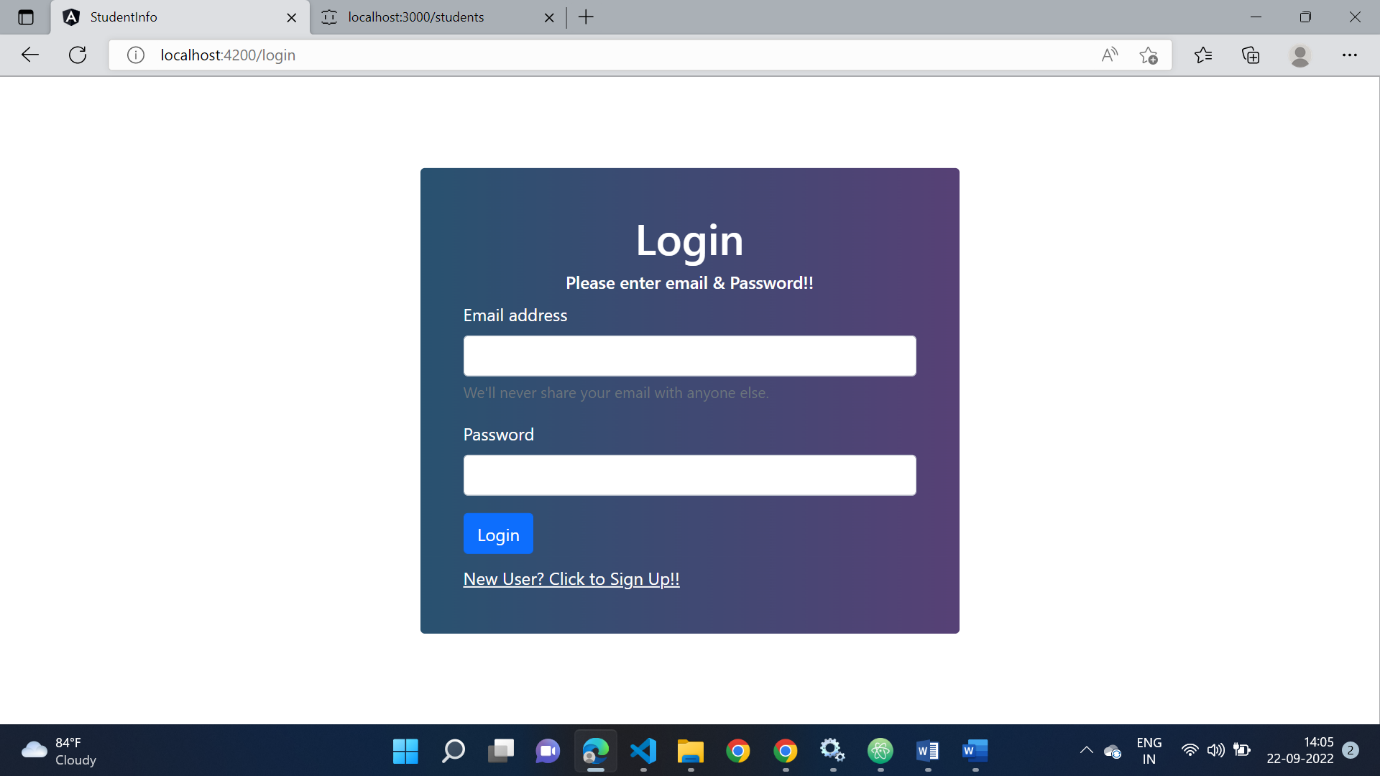 StudentInfo
localhost:3000/students
localhost:4200/login
Login
Please enter email & Password!!
Email address
We'll never share your email with anyone else.
Password
Login
New User? Click to Sign Up!!
84°F
Cloudy
ENG
IN
14:05
22-09-2022
2